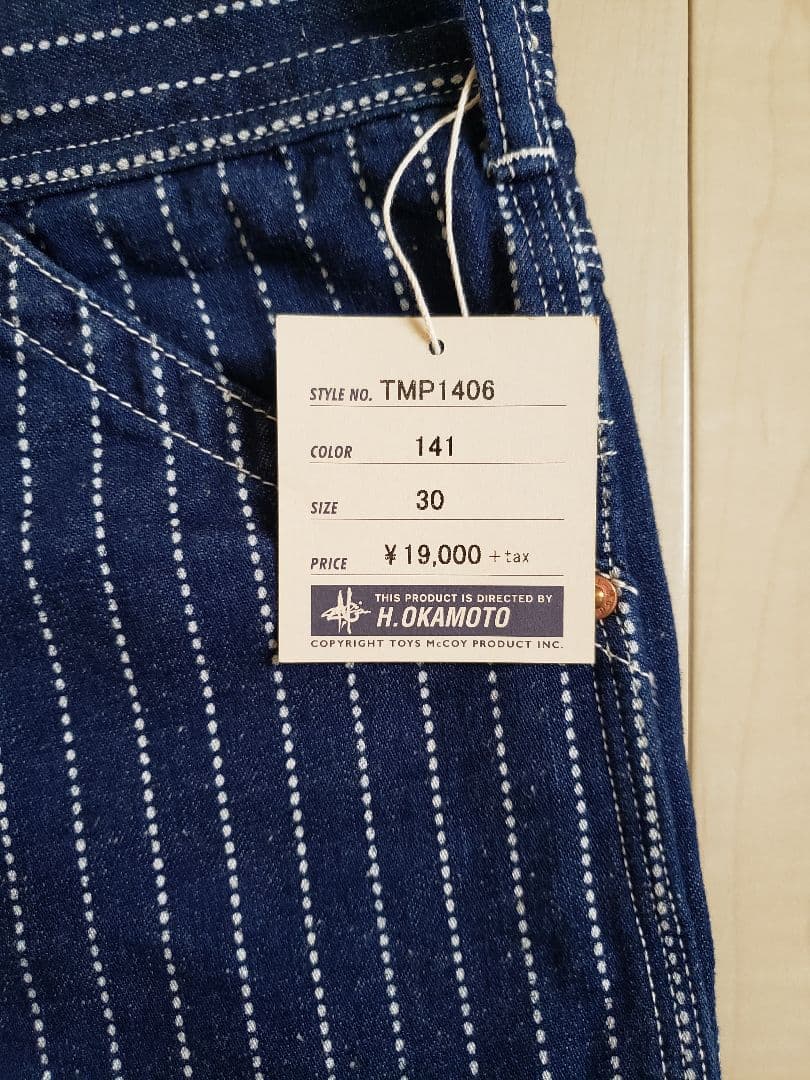 STYLE NO. TMP1406
COLOR 141
SIZE 30
PRICE ¥19,000 +tax
THIS PRODUCT IS DIRECTED BY
H.OKAMOTO
COPYRIGHT TOYS McCOY PRODUCT INC.